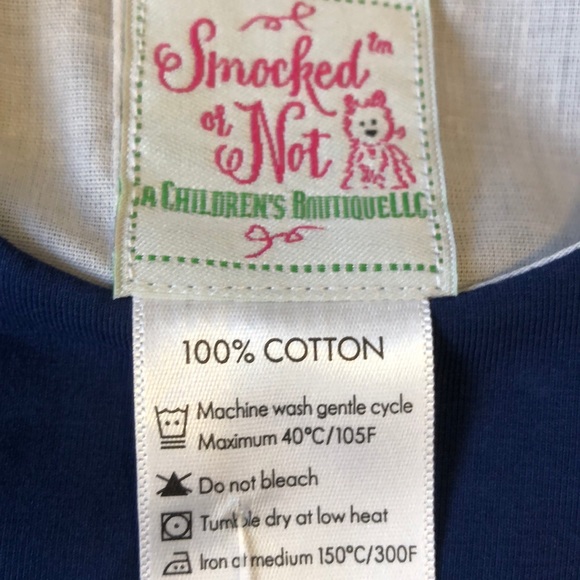 Smocked tm
or Not
A CHILDREN'S BOUTIQUE LLC
100% COTTON
Machine wash gentle cycle
Maximum 40°C/105F
Do not bleach
Tumble dry at low heat
Iron at medium 150°C/300F